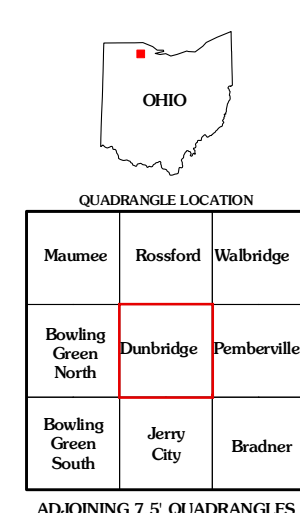 OHIO
QUADRANGLE LOCATION
Maumee Rossford Walbridge
Bowling
Green
North
Dunbridge Pemberville
Bowling
Green
South
Jerry
City
Bradner
ADJOINING 7.5' QUADRANGLES